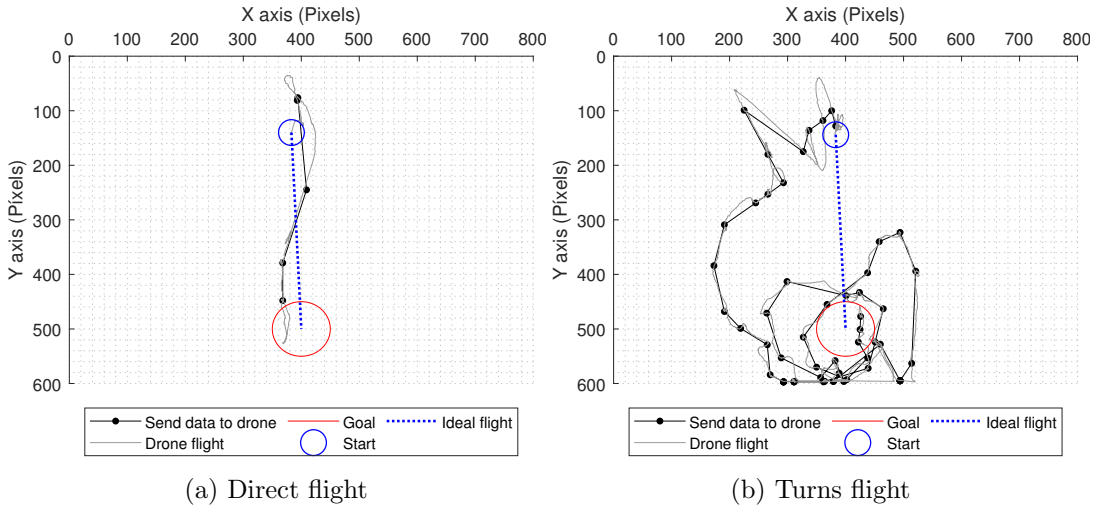 X axis (Pixels)
0 100 200 300 400 500 600 700 800
0
100
200
300
400
500
600
Y axis (Pixels)
Send data to drone
Goal
Ideal flight
Drone flight
Start
(a) Direct flight
X axis (Pixels)
0 100 200 300 400 500 600 700 800
0
100
200
300
400
500
600
Y axis (Pixels)
Send data to drone
Goal
Ideal flight
Drone flight
Start
(b) Turns flight